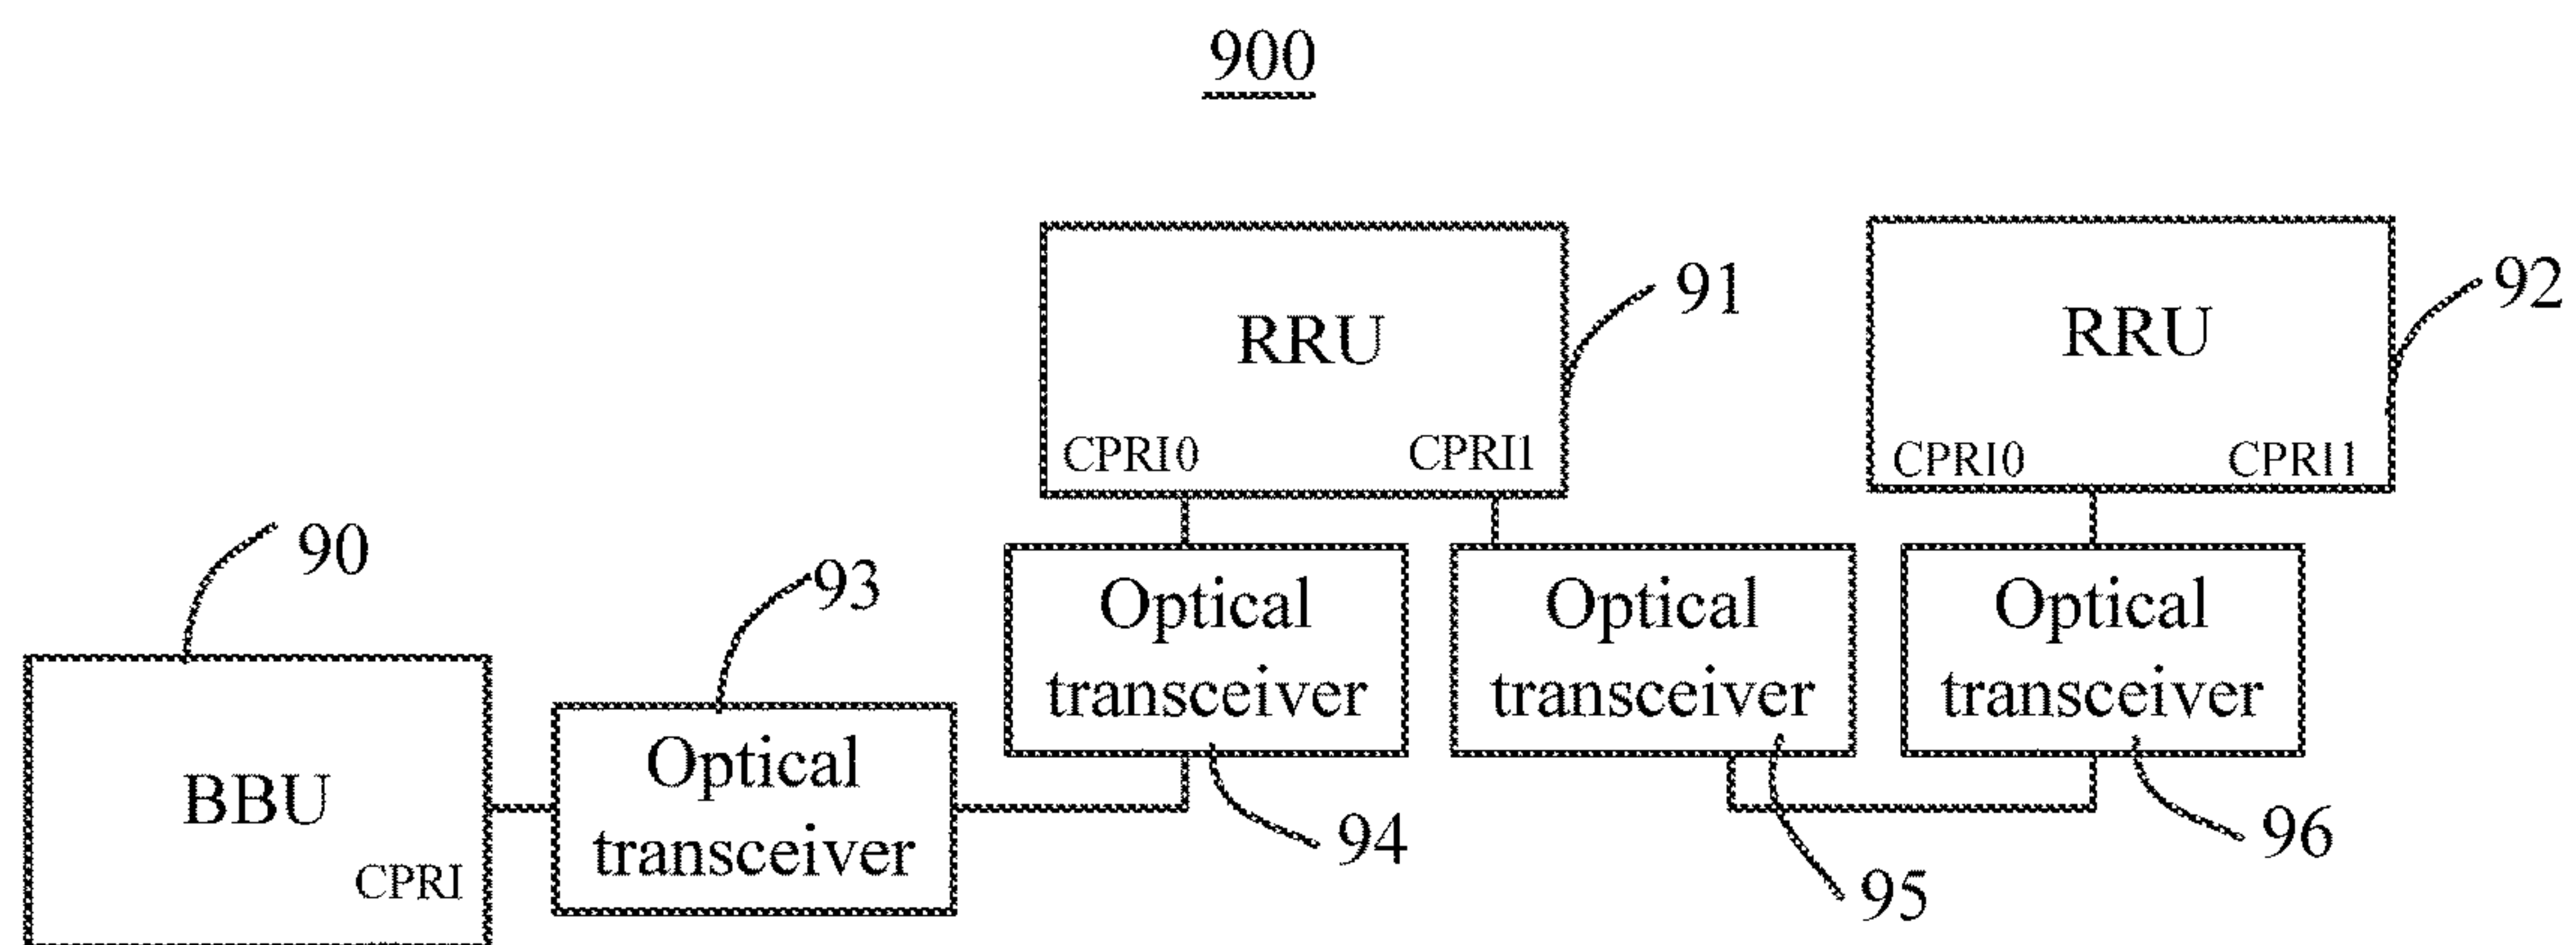 900
RRU
91
CPRI0
CPRI1
RRU
92
CPRI0
CPRI1
90
BBU
CPRI
93
Optical
transceiver
Optical
transceiver
94
Optical
transceiver
95
Optical
transceiver
96